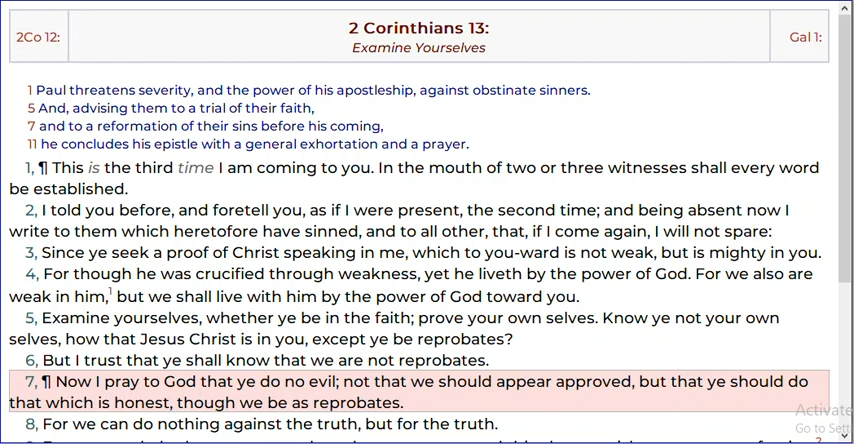 2Co 12:
2 Corinthians 13:
Examine Yourselves
Gal 1:
1 Paul threatens severity, and the power of his apostleship, against obstinate sinners.
5 And, advising them to a trial of their faith,
7 and to a reformation of their sins before his coming,
11 he concludes his epistle with a general exhortation and a prayer.
1, ¶ This is the third time I am coming to you. In the mouth of two or three witnesses shall every word
be established.
2, I told you before, and foretell you, as if I were present, the second time; and being absent now I
write to them which heretofore have sinned, and to all other, that, if I come again, I will not spare:
3, Since ye seek a proof of Christ speaking in me, which to you-ward is not weak, but is mighty in you.
4, For though he was crucified through weakness, yet he liveth by the power of God. For we also are
weak in him,1 but we shall live with him by the power of God toward you.
5, Examine yourselves, whether ye be in the faith; prove your own selves. Know ye not your own
selves, how that Jesus Christ is in you, except ye be reprobates?
6, But I trust that ye shall know that we are not reprobates.
7, ¶ Now I pray to God that ye do no evil; not that we should appear approved, but that ye should do
that which is honest, though we be as reprobates.
8, For we can do nothing against the truth, but for the truth.
Activate
Go to Sett